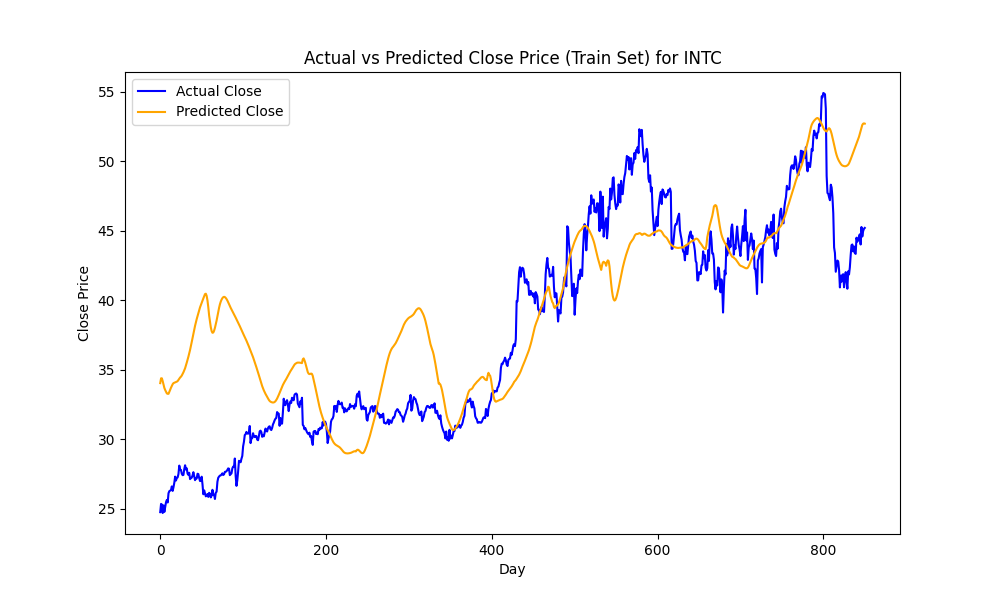 Actual vs Predicted Close Price (Train Set) for INTC
Actual Close
Predicted Close
55
50
45
40
35
30
25
Close Price
0 200 400 600 800
Day